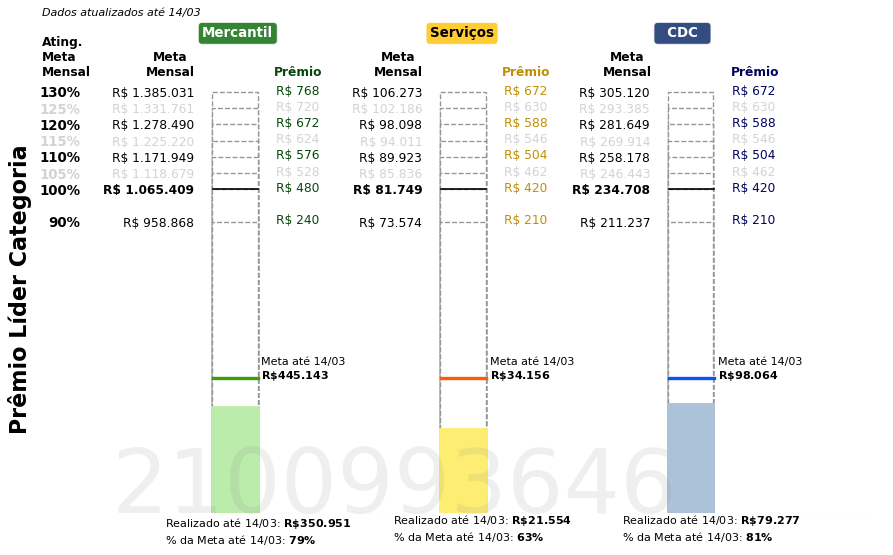 Dados atualizados até 14/03
Mercantil Serviços CDC
Ating.
Meta Meta Meta Meta
Mensal Mensal Prêmio Mensal Prêmio Mensal Prêmio
130% R$ 1.385.031 R$ 768 R$ 106.273 R$ 672 R$ 305.120 R$ 672
125% R$ 1.331.761 R$ 720 R$ 102.186 R$ 630 R$ 293.385 R$ 630
120% R$ 1.278.490 R$ 672 R$ 98.098 R$ 588 R$ 281.649 R$ 588
115% R$ 1.225.220 R$ 624 R$ 94.011 R$ 546 R$ 269.914 R$ 546
110% R$ 1.171.949 R$ 576 R$ 89.923 R$ 504 R$ 258.178 R$ 504
105% R$ 1.118.679 R$ 528 R$ 85.836 R$ 462 R$ 246.443 R$ 462
100% R$ 1.065.409 R$ 480 R$ 81.749 R$ 420 R$ 234.708 R$ 420
90% R$ 958.868 R$ 240 R$ 73.574 R$ 210 R$ 211.237 R$ 210
Prêmio Líder Categoria
Meta até 14/03 Meta até 14/03 Meta até 14/03
R$445.143 R$34.156 R$98.064
2100993646
Realizado até 14/03: R$350.951 Realizado até 14/03: R$21.554 Realizado até 14/03: R$79.277
% da Meta até 14/03: 79% % da Meta até 14/03: 63% % da Meta até 14/03: 81%